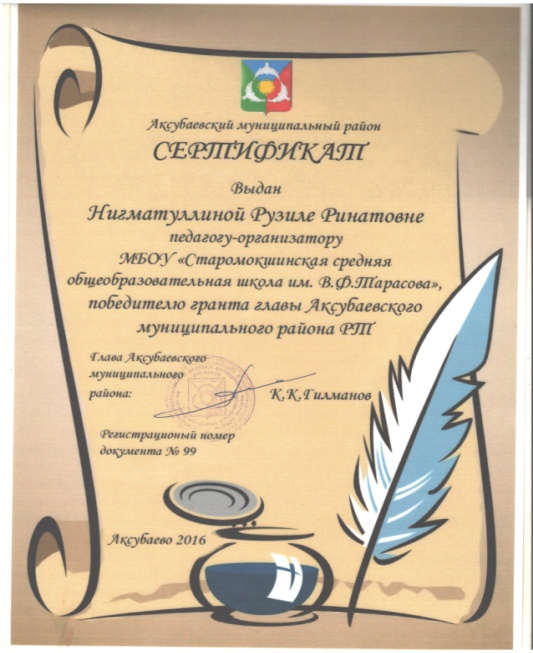 Аксубаевский муниципальный район
СЕРТИФИКАТ
Выдан
Нигматуллиной Рузиле Ринатовне
педагогу-организатору
МБОУ «Старомокшинская средняя
общеобразовательная школа им. В.Ф.Тарасова»,
победителю гранта главы Аксубаевского
муниципального района РТ
Глава Аксубаевского
муниципального
района:
К.К.Гилманов
Регистрационый номер
документа № 99
Аксубаево 2016